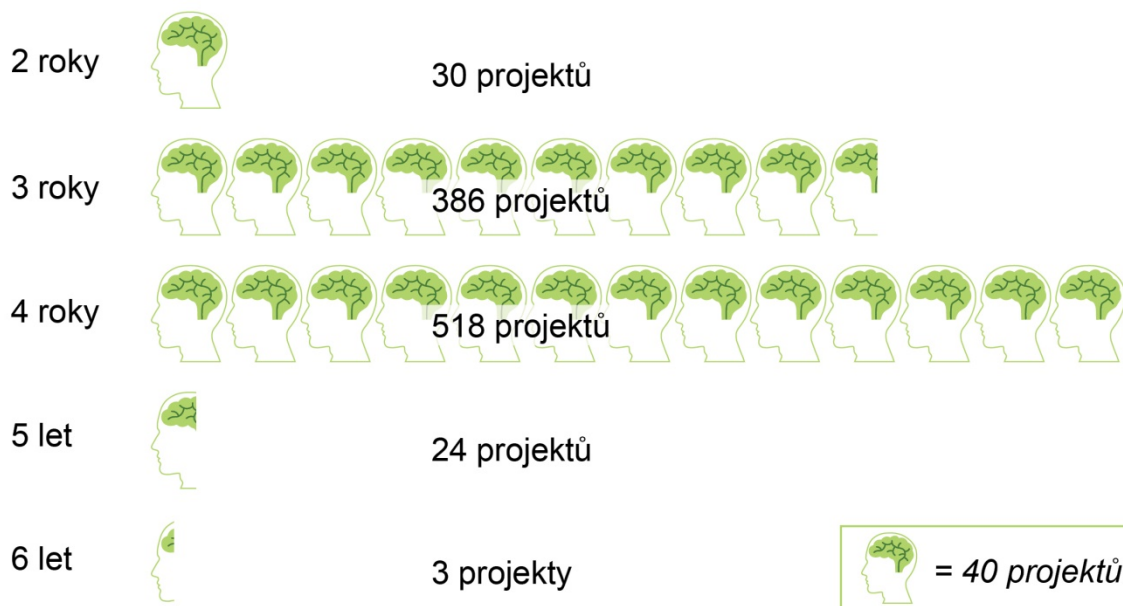 2 roky 30 projektů
3 roky 386 projektů
4 roky 518 projektů
5 let 24 projektů
6 let 3 projekty
= 40 projektů